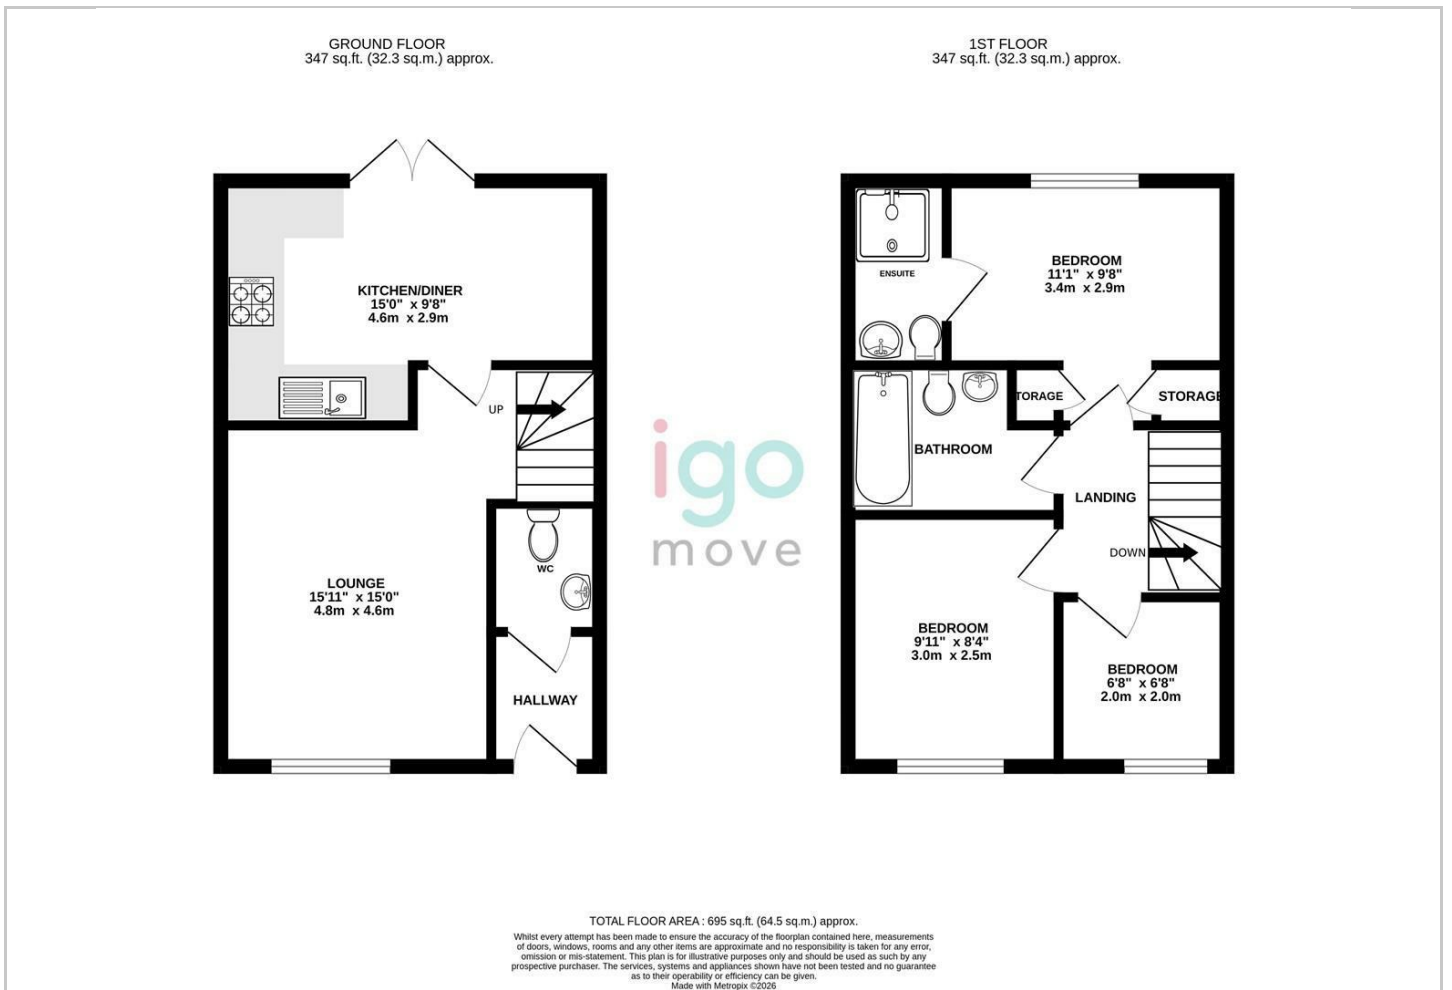 GROUND FLOOR
347 sq.ft. (32.3 sq.m.) approx.
1ST FLOOR
347 sq.ft. (32.3 sq.m.) approx.
KITCHEN/DINER
15'0" x 9'8"
4.6m x 2.9m
UP
LOUNGE
15'11" x 15'0"
4.8m x 4.6m
WC
HALLWAY
igo
move
ENSUITE
BEDROOM
11'1" x 9'8"
3.4m x 2.9m
TORAGE
STORAGE
BATHROOM
LANDING
DOWN
BEDROOM
9'11" x 8'4"
3.0m x 2.5m
BEDROOM
6'8" x 6'8"
2.0m x 2.0m
TOTAL FLOOR AREA : 695 sq.ft. (64.5 sq.m.) approx.
Whilst every attempt has been made to ensure the accuracy of the floorplan contained here, measurements
of doors, windows, rooms and any other items are approximate and no responsibility is taken for any error,
omission or mis-statement. This plan is for illustrative purposes only and should be used as such by any
prospective purchaser. The services, systems and appliances shown have not been tested and no guarantee
as to their operability or efficiency can be given.
Made with Metropix ©2026